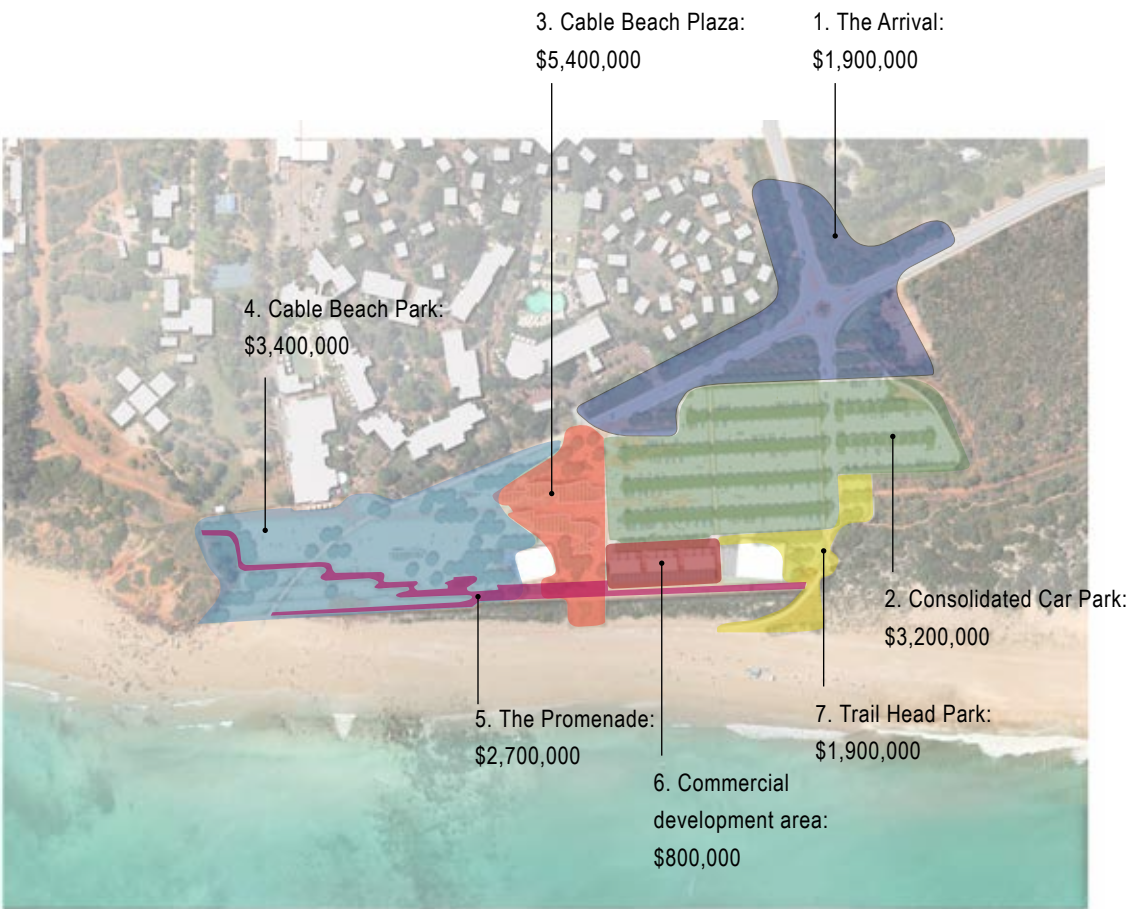 3. Cable Beach Plaza:
$5,400,000
1. The Arrival:
$1,900,000
4. Cable Beach Park:
$3,400,000
2. Consolidated Car Park:
$3,200,000
5. The Promenade:
$2,700,000
7. Trail Head Park:
$1,900,000
6. Commercial
development area:
$800,000